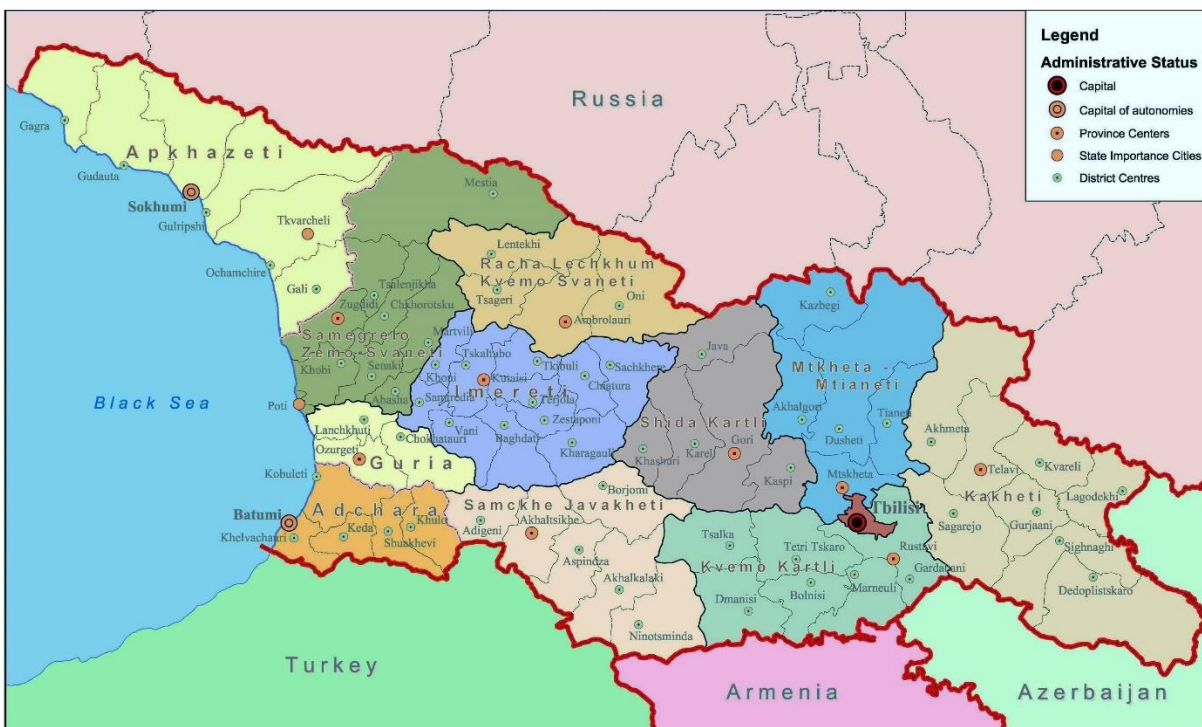 Legend
Administrative Status
Capital
Capital of autonomies
Province Centers
State Importance Cities
District Centres
Russia
Gagra
Apkhazeti
Gudauta
Sokhumi
Gulripshi
Tkvarcheli
Ochamchire
Gali
Mestia
Lentekhi
Racha Lechkhum
Kvemo Svaneti
Tsageri
Oni
Ambrolauri
Tsalenjikha
Zugdidi
Chkhorotsku
Samegrelo
Zemo Svaneti
Martvili
Khobi
Senaki
Abasha
Poti
Black Sea
Tskaltubo
Tkibuli
Sachkhere
Khoni
Kutaisi
Chiatura
Imereti
Samtredia
Terjola
Vani
Zestaponi
Baghdati
Kharagauli
Lanchkhuti
Chokhatauri
Ozurgeti
Guria
Kobuleti
Adchara
Batumi
Khelvachauri
Keda
Khulo
Shuakhevi
Java
Shida Kartli
Gori
Khashuri
Kareli
Kaspi
Kazbegi
Mtkheta
Mtianeti
Akhalgori
Tianeti
Dusheti
Mtskheta
Tbilisi
Akhmeta
Telavi
Kvareli
Kakheti
Lagodekhi
Sagarejo
Gurjaani
Sighnaghi
Dedoplistskaro
Borjomi
Samckhe Javakheti
Adigeni
Akhaltsikhe
Aspindza
Akhalkalaki
Ninotsminda
Tsalka
Tetri Tskaro
Rustavi
Kvemo Kartli
Gardabani
Marneuli
Bolnisi
Dmanisi
Turkey
Armenia
Azerbaijan